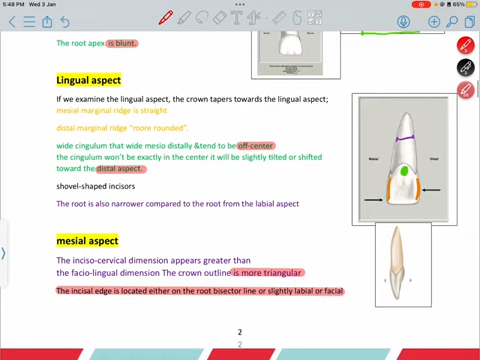 5:48 PM Wed 3 Jan
65%
The root apex is blunt.
Lingual aspect
If we examine the lingual aspect, the crown tapers towards the lingual aspect;
mesial marginal ridge is straight
distal marginal ridge "more rounded".
wide cingulum that wide mesio distally &tend to be off-center
the cingulum won't be exactly in the center it will be slightly tilted or shifted
toward the distal aspect.
shovel-shaped incisors
The root is also narrower compared to the root from the labial aspect
Mesial
Distal
mesial aspect
The inciso-cervical dimension appears greater than
the facio-lingual dimension The crown outline is more triangular
The incisal edge is located either on the root bisector line or slightly labial or facial
2
2